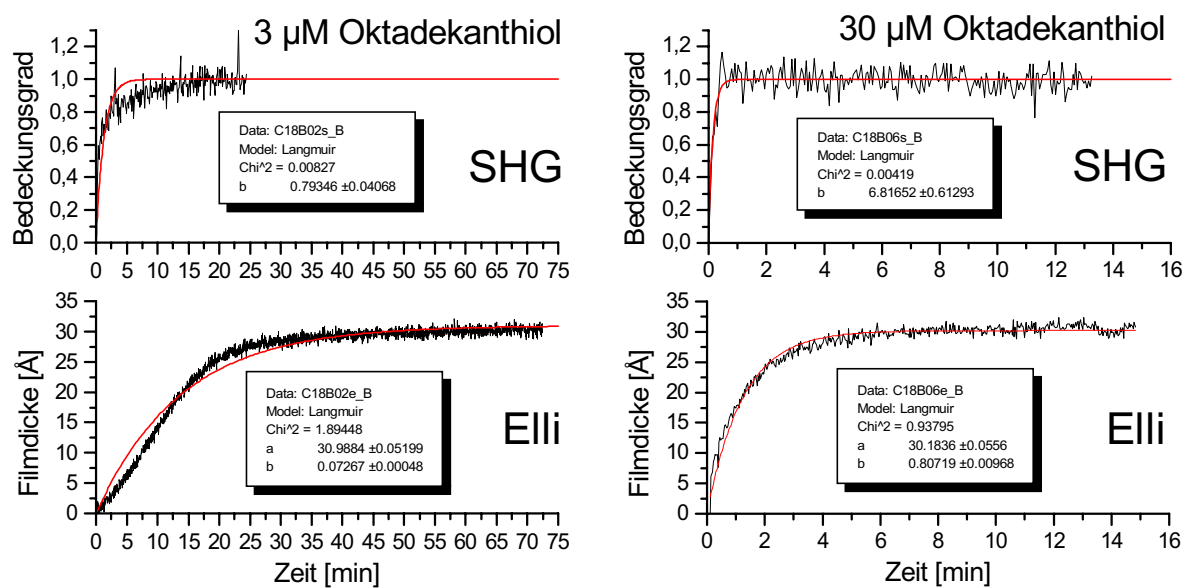 3 µM Oktadekanthiol
Bedeckungsgrad
1,2
1,0
0,8
0,6
0,4
0,2
0,0
Data: C18B02s_B
Model: Langmuir
Chi^2 = 0.00827
b 0.79346 ±0.04068
SHG
0 5 10 15 20 25 30 35 40 45 50 55 60 65 70 75
30 µM Oktadekanthiol
Bedeckungsgrad
1,2
1,0
0,8
0,6
0,4
0,2
0,0
Data: C18B06s_B
Model: Langmuir
Chi^2 = 0.00419
b 6.81652 ±0.61293
SHG
0 2 4 6 8 10 12 14 16
Filmdicke [Å]
35
30
25
20
15
10
5
0
Data: C18B02e_B
Model: Langmuir
Chi^2 = 1.89448
a 30.9884 ±0.05199
b 0.07267 ±0.00048
Elli
0 5 10 15 20 25 30 35 40 45 50 55 60 65 70 75
Zeit [min]
Filmdicke [Å]
35
30
25
20
15
10
5
0
Data: C18B06e_B
Model: Langmuir
Chi^2 = 0.93795
a 30.1836 ±0.0556
b 0.80719 ±0.00968
Elli
0 2 4 6 8 10 12 14 16
Zeit [min]